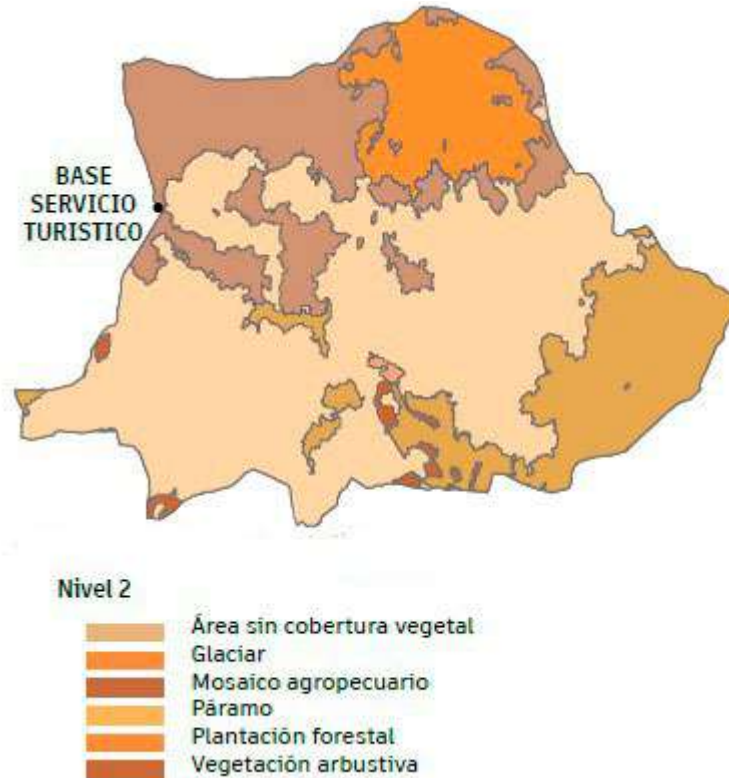 BASE
SERVICIO
TURISTICO
Nivel 2
Área sin cobertura vegetal
Glaciar
Mosaico agropecuario
Páramo
Plantación forestal
Vegetación arbustiva